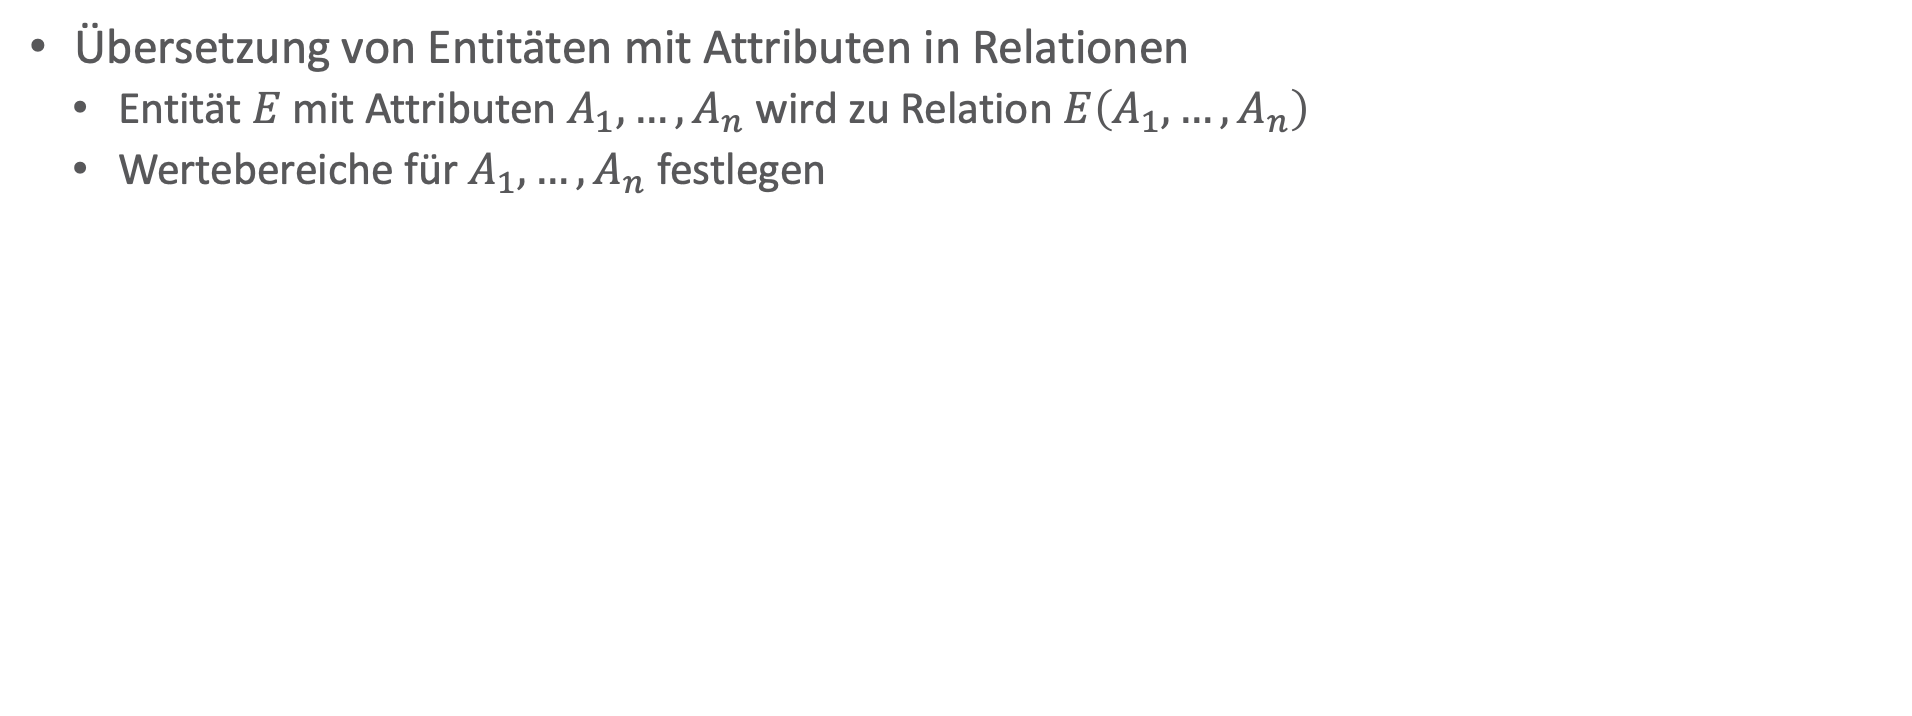 • Übersetzung von Entitäten mit Attributen in Relationen
• Entität E mit Attributen A₁, … , Aₙ wird zu Relation E(A₁, … , Aₙ)
• Wertebereiche für A₁, … , Aₙ festlegen